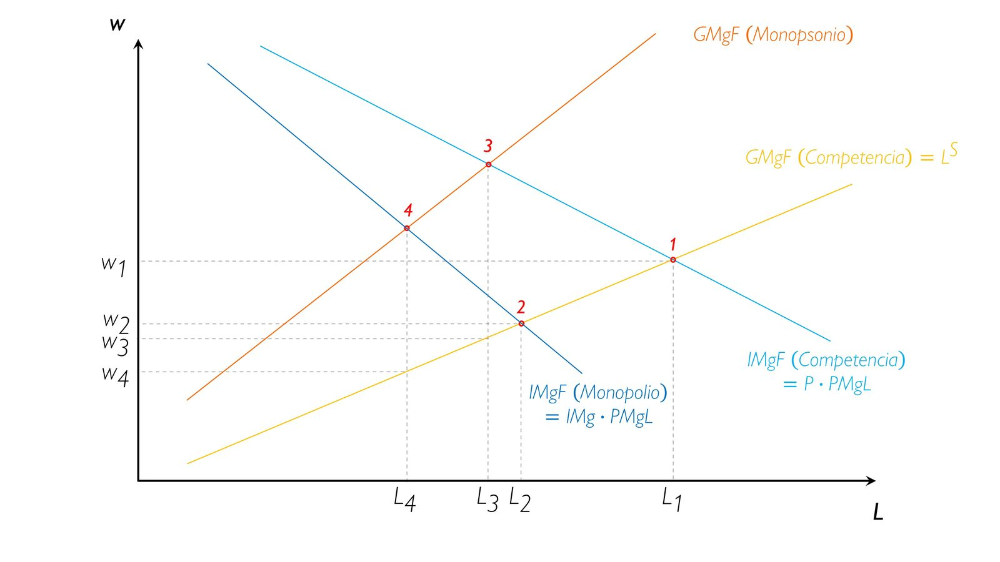 w
GMgF (Monopsonio)
3
GMgF (Competencia) = L^S
4
1
w1
2
w2
w3
w4
IMgF (Competencia)
= P · PMgL
IMgF (Monopolio)
= IMg · PMgL
L4
L3
L2
L1
L